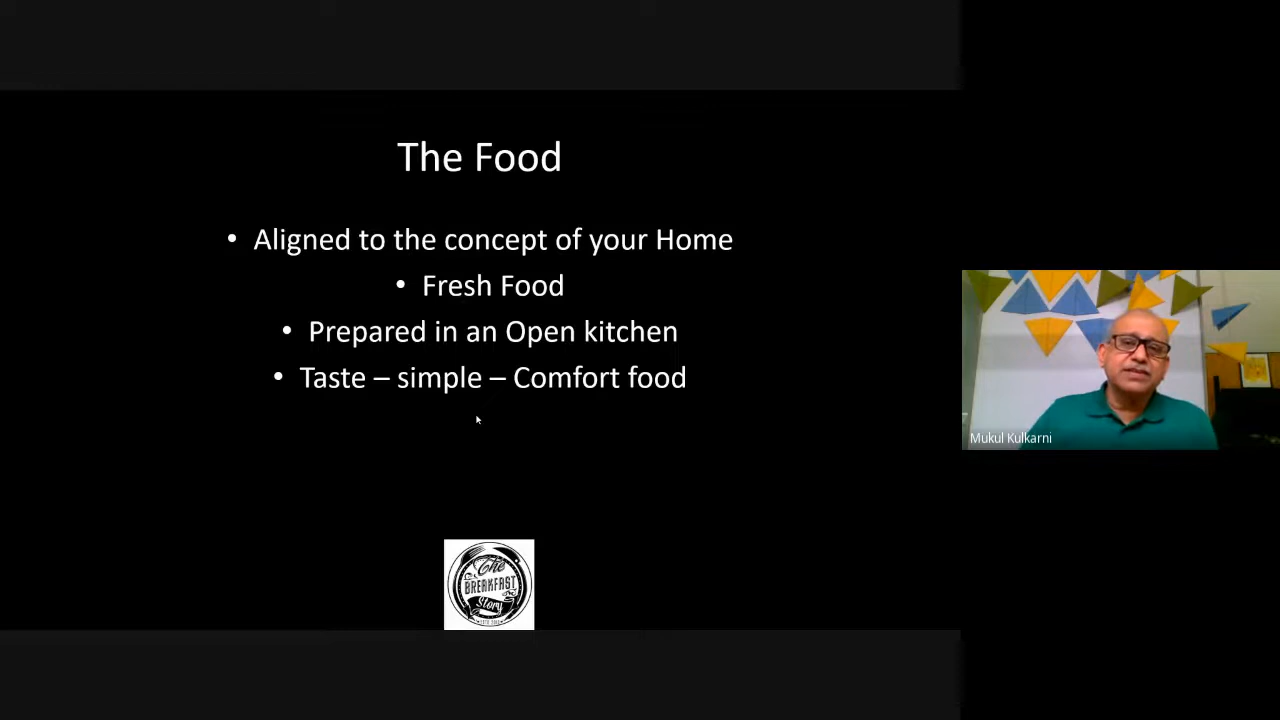 The Food
• Aligned to the concept of your Home
• Fresh Food
• Prepared in an Open kitchen
• Taste – simple – Comfort food
The
BREAKFAST
Story
Mukul Kulkarni